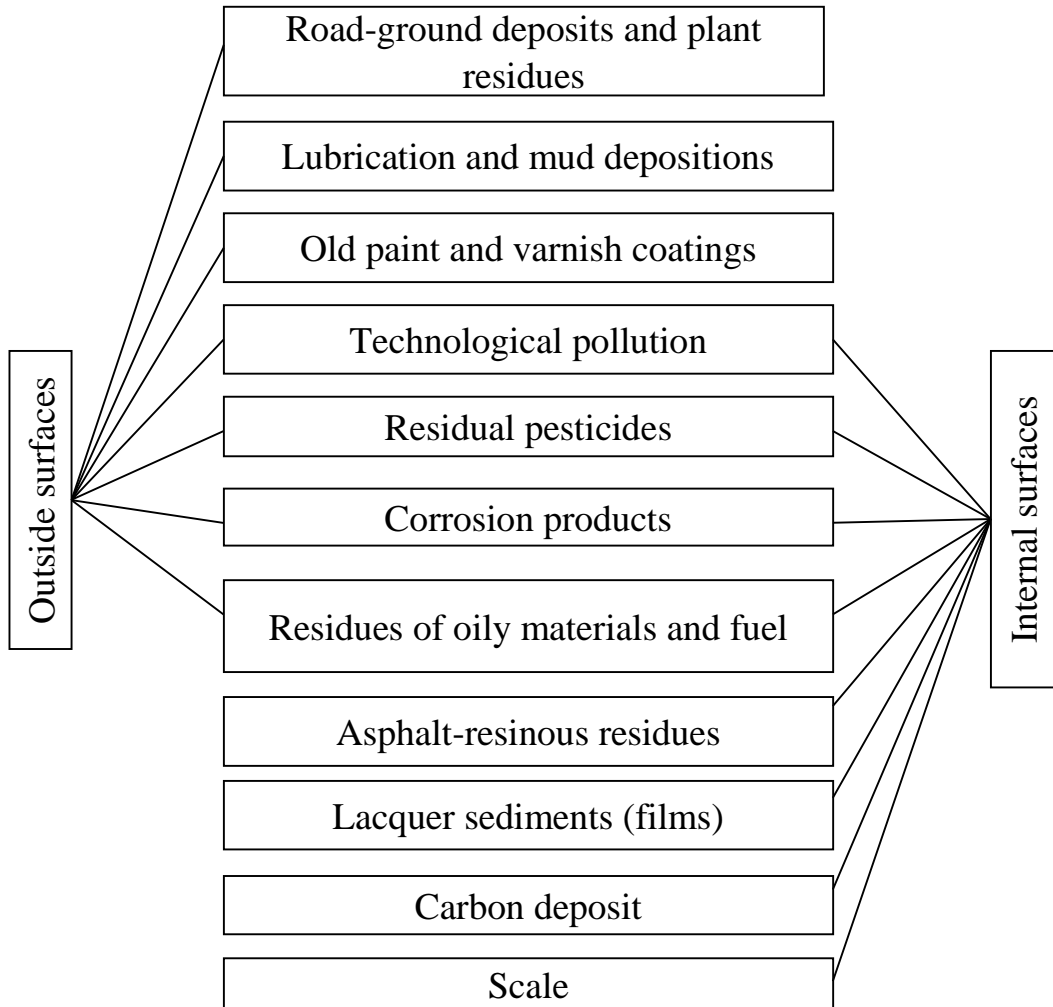 Road-ground deposits and plant
residues
Lubrication and mud depositions
Old paint and varnish coatings
Technological pollution
Residual pesticides
Corrosion products
Residues of oily materials and fuel
Asphalt-resinous residues
Lacquer sediments (films)
Carbon deposit
Scale
Outside surfaces
Internal surfaces